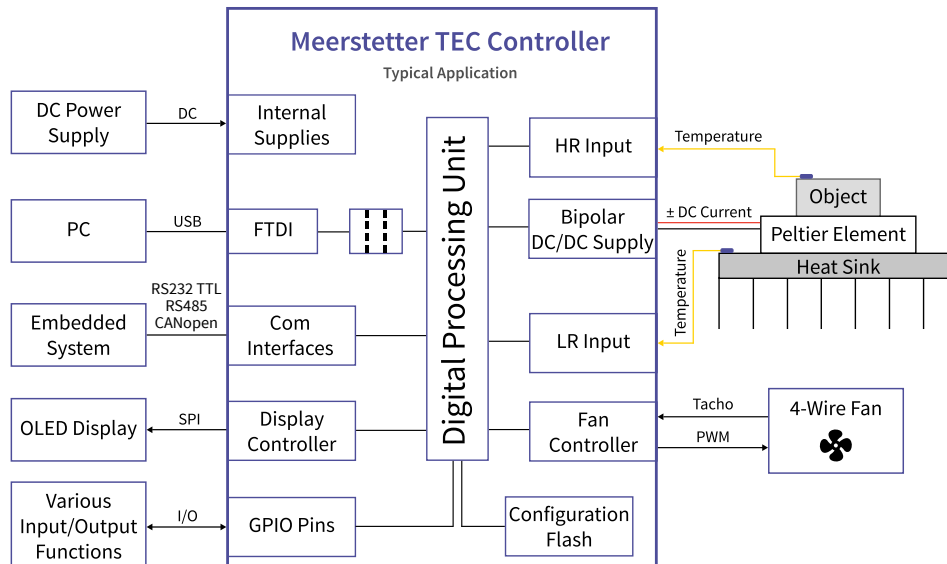 Meerstetter TEC Controller
Typical Application
DC Power
Supply
DC
Internal
Supplies
PC
USB
FTDI
Embedded
System
RS232 TTL
RS485
CANopen
Com
Interfaces
OLED Display
SPI
Display
Controller
Various
Input/Output
Functions
I/O
GPIO Pins
Digital Processing Unit
HR Input
Bipolar
DC/DC Supply
LR Input
Fan
Controller
Configuration
Flash
Temperature
± DC Current
Temperature
Object
Peltier Element
Heat Sink
Tacho
PWM
4-Wire Fan